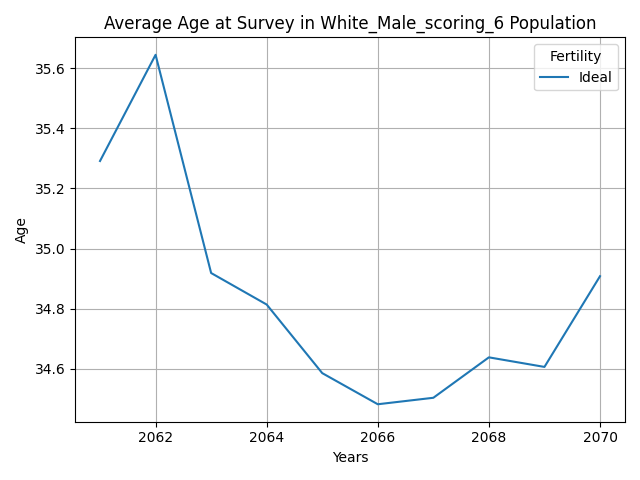 Average Age at Survey in White_Male_scoring_6 Population
Fertility
Ideal
35.6
35.4
35.2
35.0
34.8
34.6
Age
2062
2064
2066
2068
2070
Years